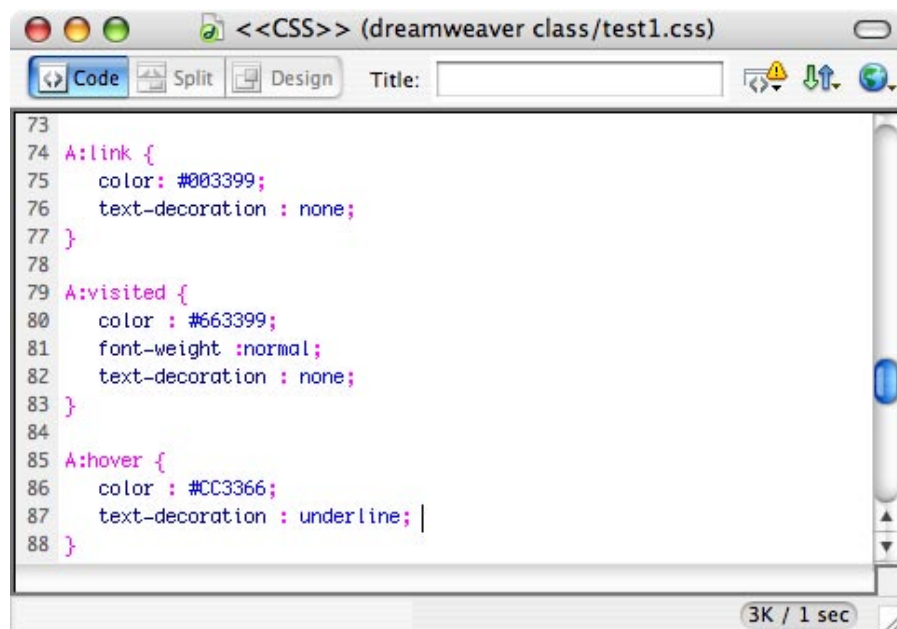 <<CSS>> (dreamweaver class/test1.css)
Code Split Design Title:
73
74 A:link {
75 color: #003399;
76 text-decoration : none;
77 }
78
79 A:visited {
80 color : #663399;
81 font-weight :normal;
82 text-decoration : none;
83 }
84
85 A:hover {
86 color : #CC3366;
87 text-decoration : underline;
88 }
3K / 1 sec